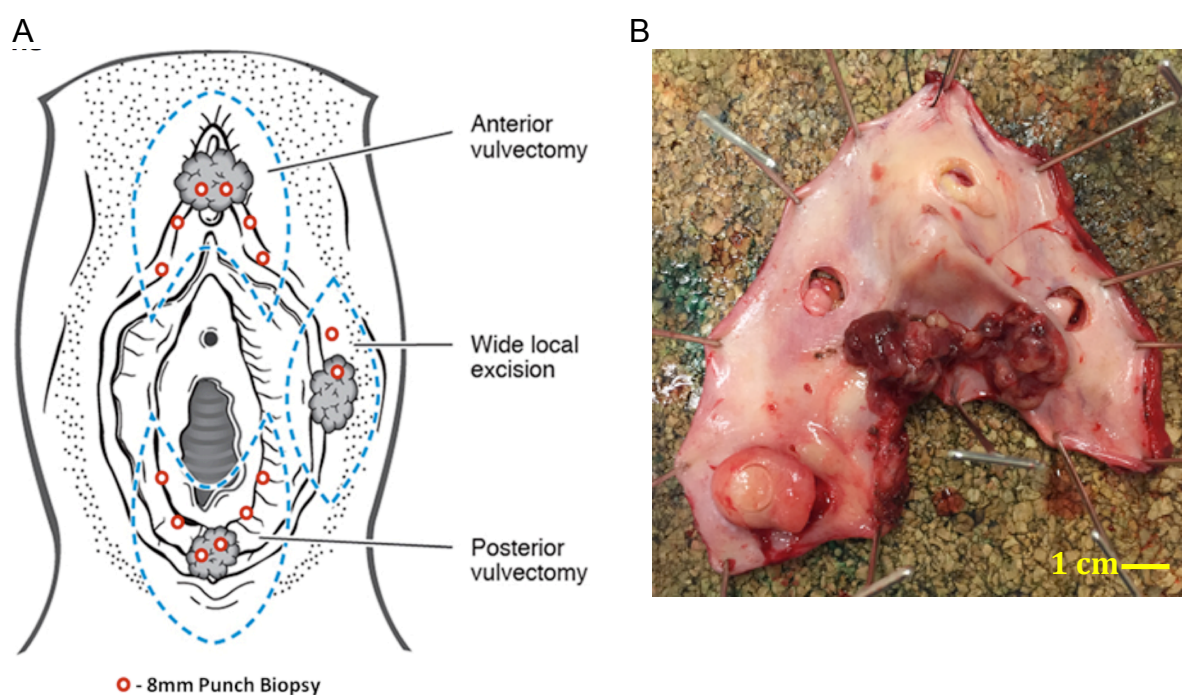 A
B
Anterior
vulvectomy
Wide local
excision
Posterior
vulvectomy
1 cm
- 8mm Punch Biopsy